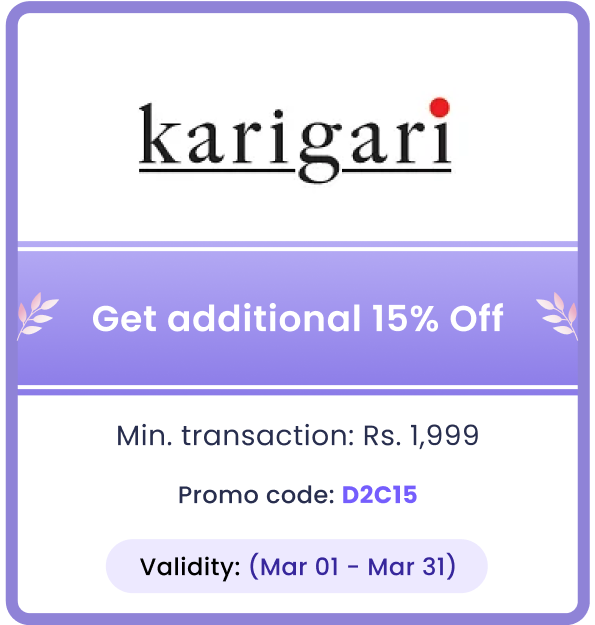 karigari
Get additional 15% Off
Min. transaction: Rs. 1,999
Promo code: D2C15
Validity: (Mar 01 - Mar 31)